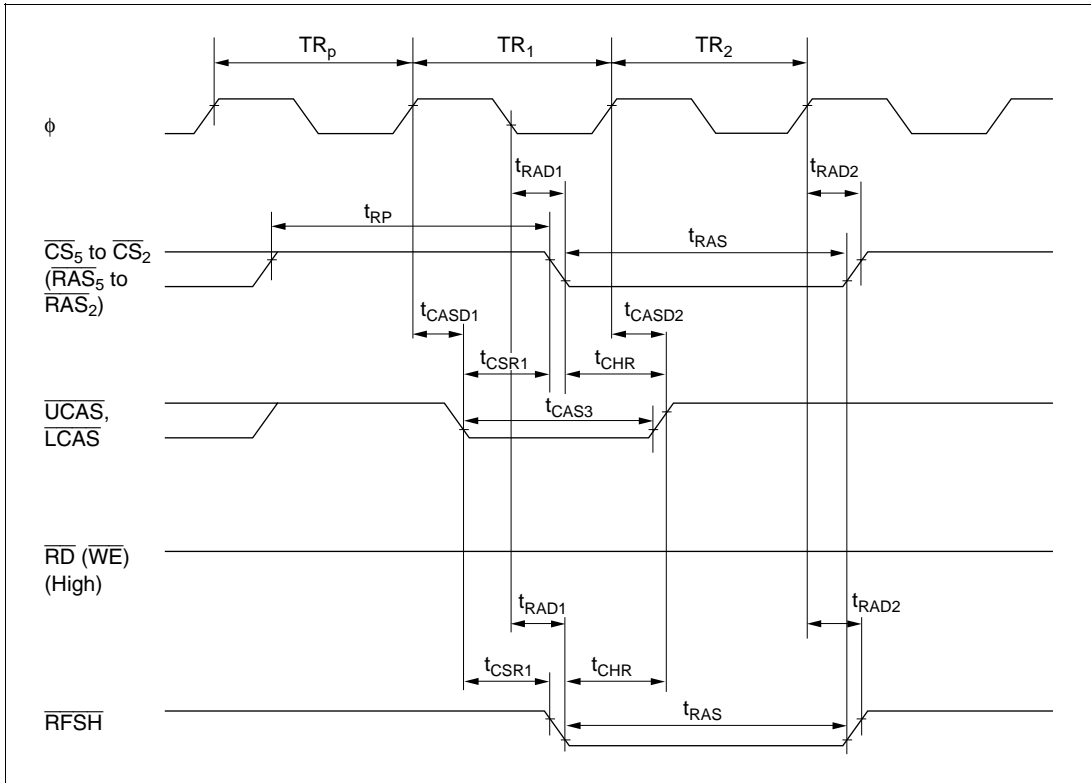 TRp TR1 TR2
φ
tRAD1 tRAD2
tRP
tRAS
CS5 to CS2
(RAS5 to
RAS2)
tCASD1 tCASD2
tCSR1 tCHR
tCAS3
UCAS,
LCAS
RD (WE)
(High)
tRAD1 tRAD2
tCSR1 tCHR
tRAS
RFSH